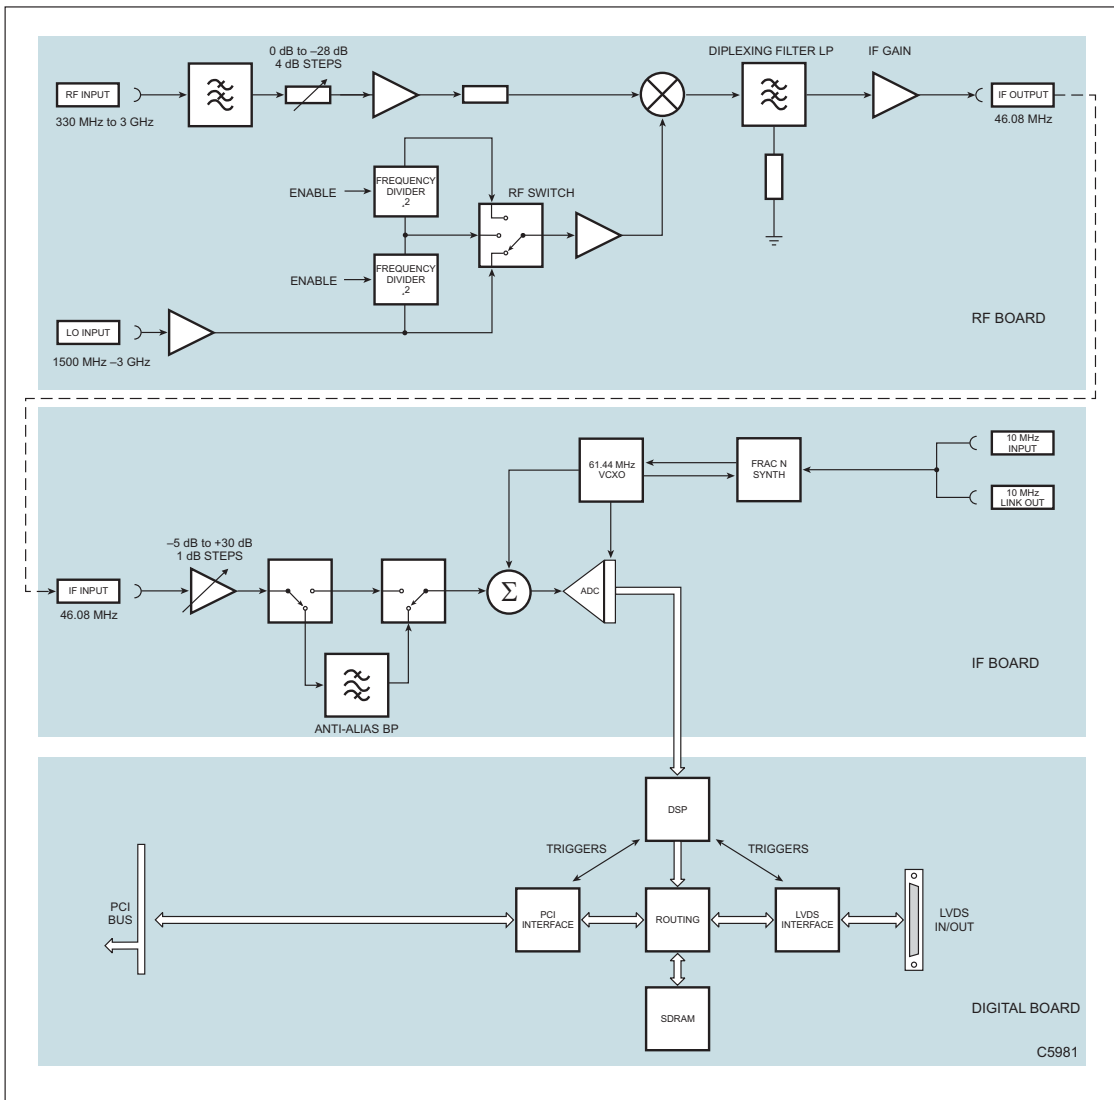 0 dB to –28 dB
4 dB STEPS
DIPLEXING FILTER LP
IF GAIN
RF INPUT
330 MHz to 3 GHz
IF OUTPUT
46.08 MHz
ENABLE
FREQUENCY
DIVIDER
.2
RF SWITCH
ENABLE
FREQUENCY
DIVIDER
.2
LO INPUT
1500 MHz –3 GHz
RF BOARD
10 MHz
INPUT
61.44 MHz
VCXO
FRAC N
SYNTH
10 MHz
LINK OUT
–5 dB to +30 dB
1 dB STEPS
IF INPUT
46.08 MHz
Σ
ADC
ANTI-ALIAS BP
IF BOARD
DSP
TRIGGERS
TRIGGERS
PCI
BUS
PCI
INTERFACE
ROUTING
LVDS
INTERFACE
LVDS
IN/OUT
SDRAM
DIGITAL BOARD
C5981